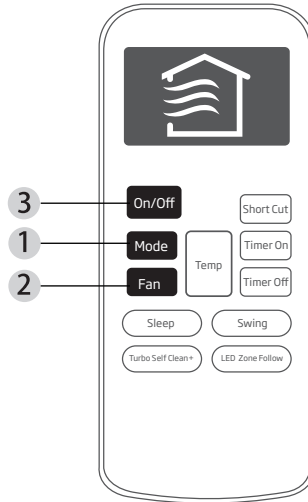 3
On/Off
Short Cut
1
Mode
Timer On
Temp
2
Fan
Timer Off
Sleep
Swing
Turbo Self Clean+
LED Zone Follow